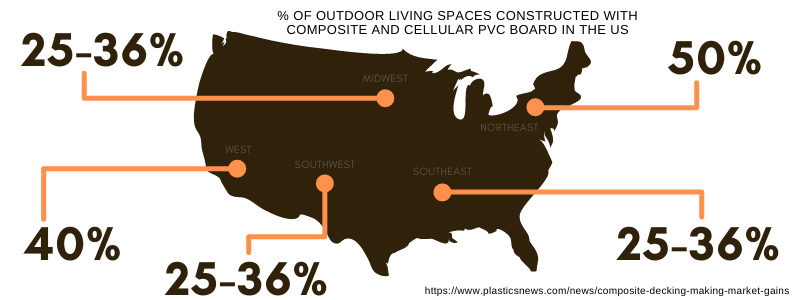 % OF OUTDOOR LIVING SPACES CONSTRUCTED WITH
COMPOSITE AND CELLULAR PVC BOARD IN THE US
25-36%
50%
MIDWEST
NORTHEAST
WEST
SOUTHWEST
SOUTHEAST
40%
25-36%
25-36%
https://www.plasticsnews.com/news/composite-decking-making-market-gains